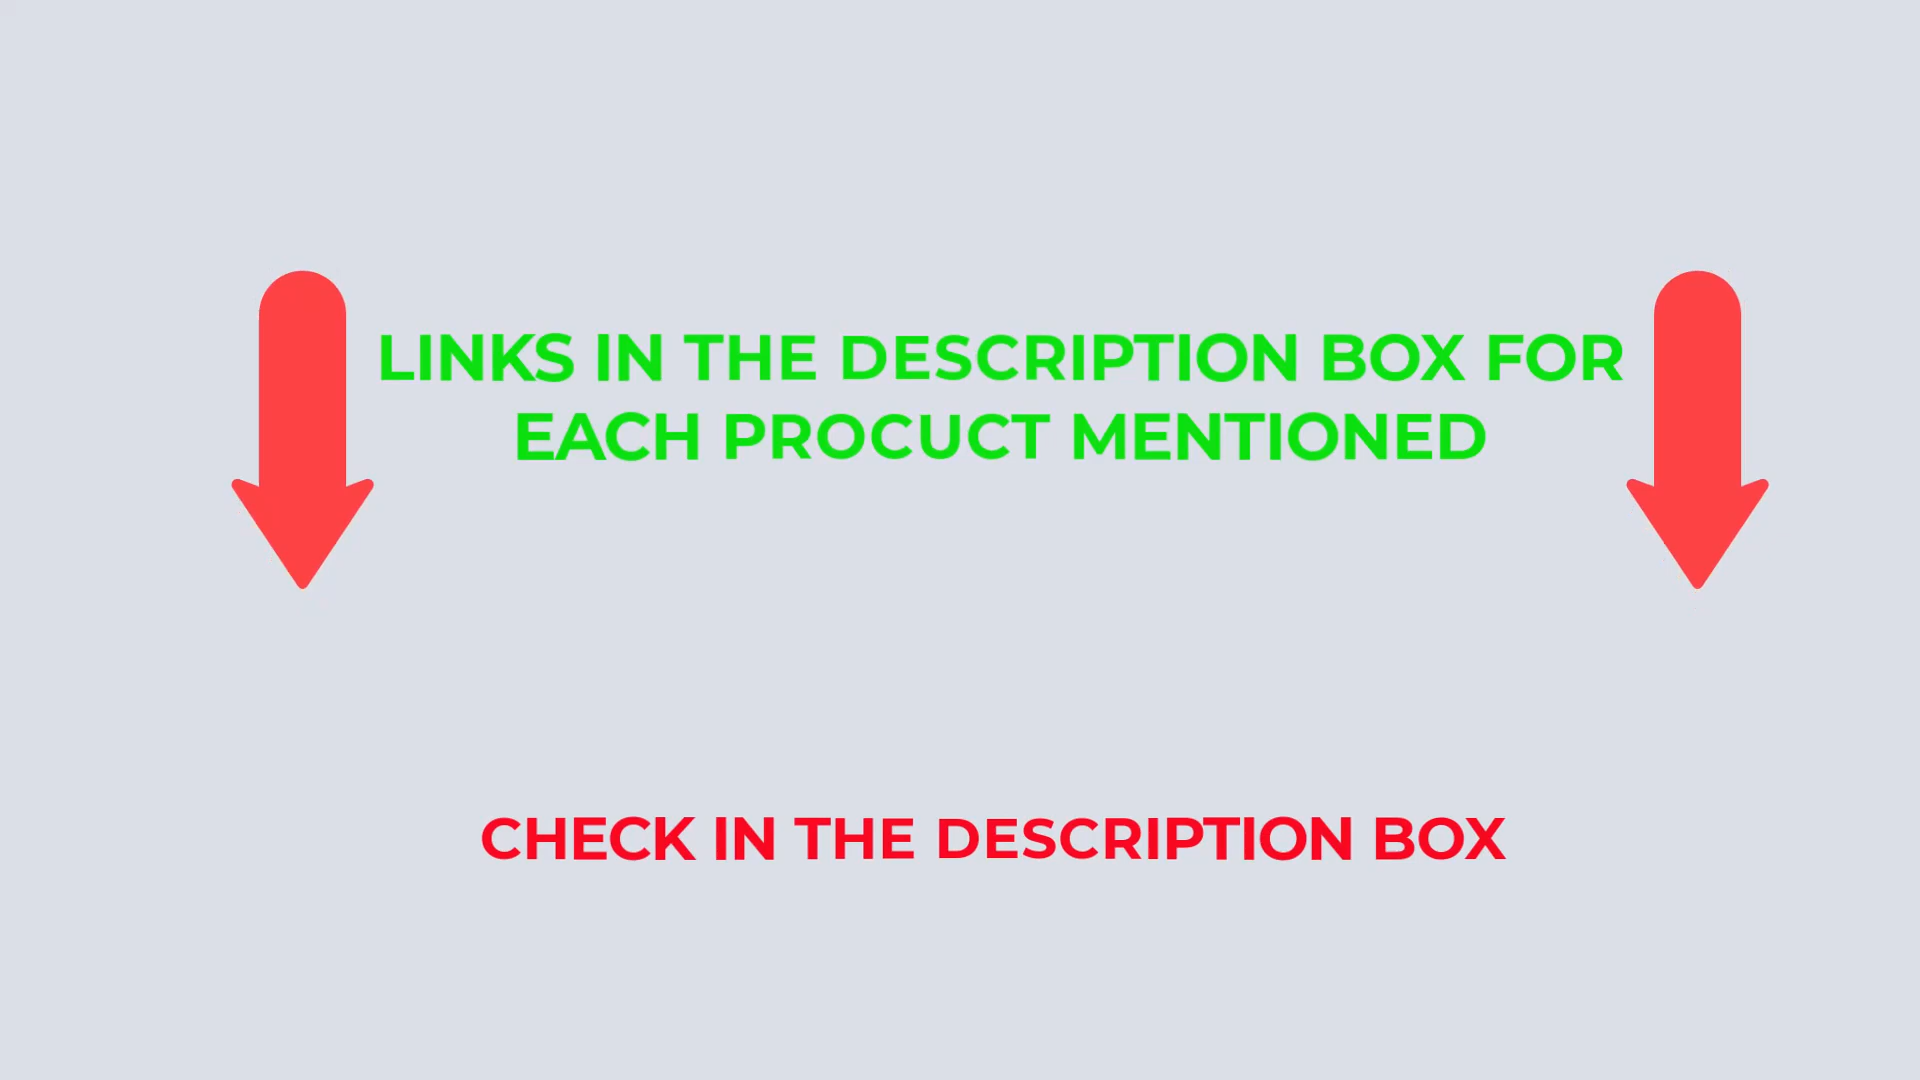 LINKS IN THE DESCRIPTION BOX FOR
EACH PROCUCT MENTIONED
CHECK IN THE DESCRIPTION BOX